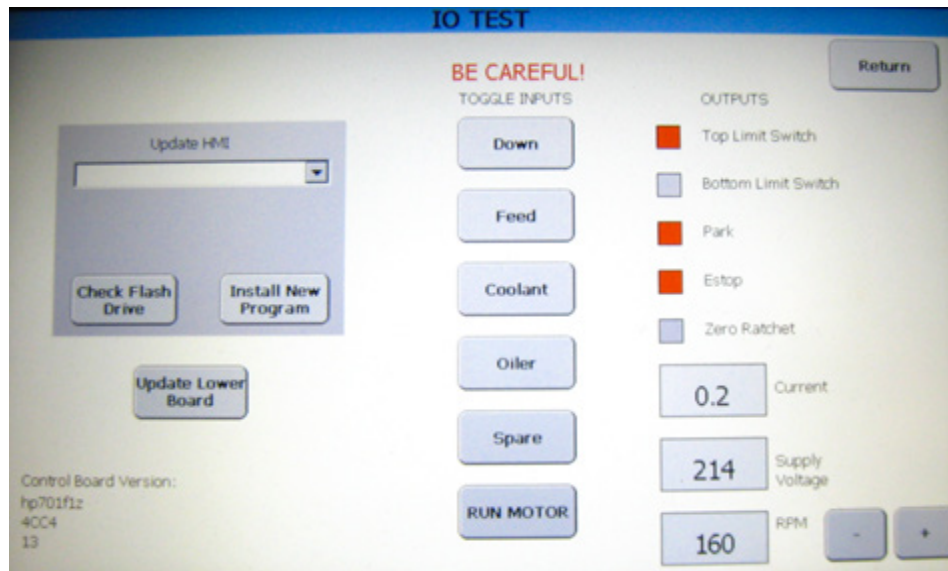 IO TEST
Return
BE CAREFUL!
TOGGLE INPUTS
OUTPUTS
Update HMI
Check Flash
Drive
Install New
Program
Update Lower
Board
Control Board Version:
hp701f1z
4CC4
13
Down
Feed
Coolant
Oiler
Spare
RUN MOTOR
Top Limit Switch
Bottom Limit Switch
Park
Estop
Zero Ratchet
0.2
Current
214
Supply
Voltage
160
RPM
-
+